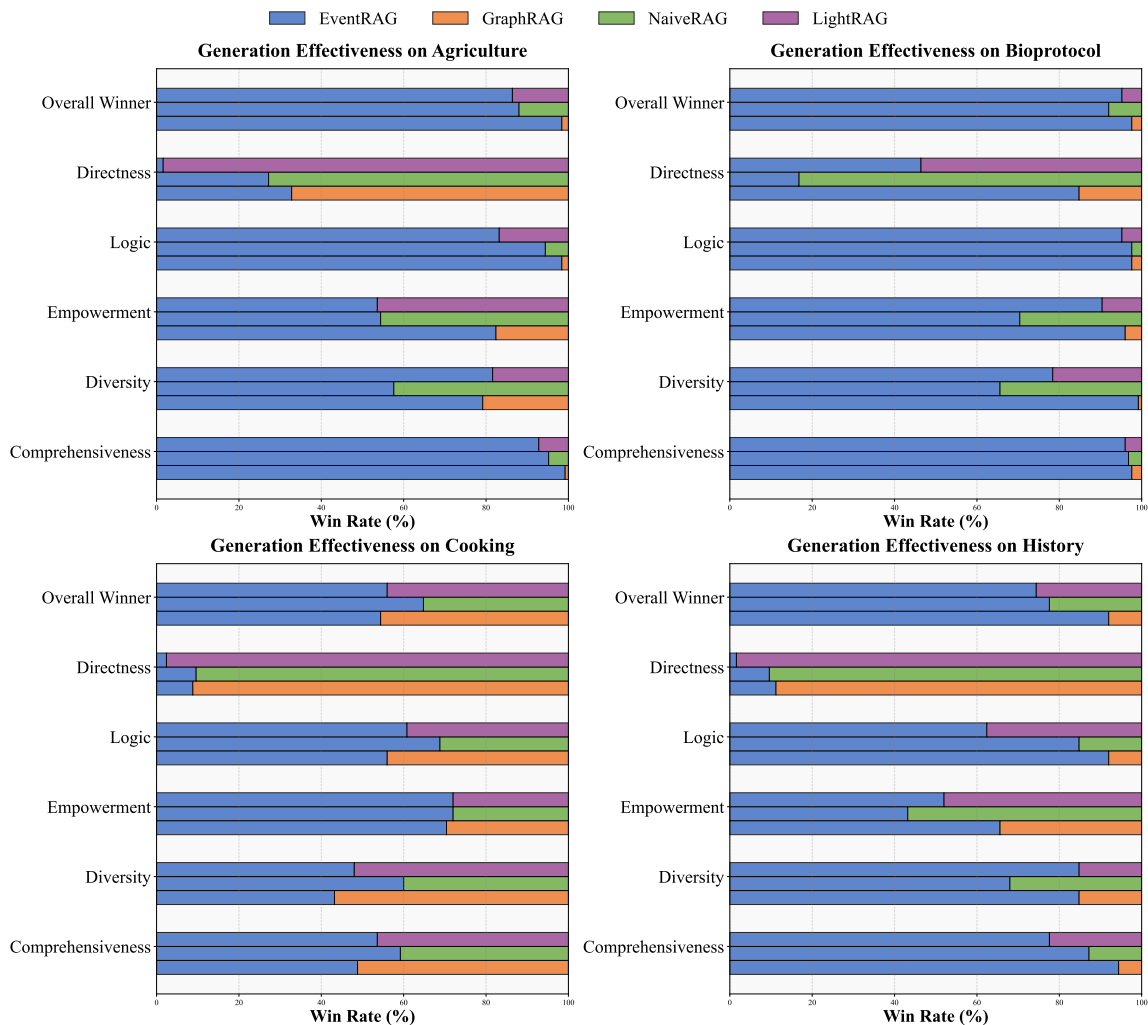 EventRAG GraphRAG NaiveRAG LightRAG
Generation Effectiveness on Agriculture
Overall Winner
Directness
Logic
Empowerment
Diversity
Comprehensiveness
0 20 40 60 80 100
Win Rate (%)
Generation Effectiveness on Bioprotocol
Overall Winner
Directness
Logic
Empowerment
Diversity
Comprehensiveness
0 20 40 60 80 100
Win Rate (%)
Generation Effectiveness on Cooking
Overall Winner
Directness
Logic
Empowerment
Diversity
Comprehensiveness
0 20 40 60 80 100
Win Rate (%)
Generation Effectiveness on History
Overall Winner
Directness
Logic
Empowerment
Diversity
Comprehensiveness
0 20 40 60 80 100
Win Rate (%)